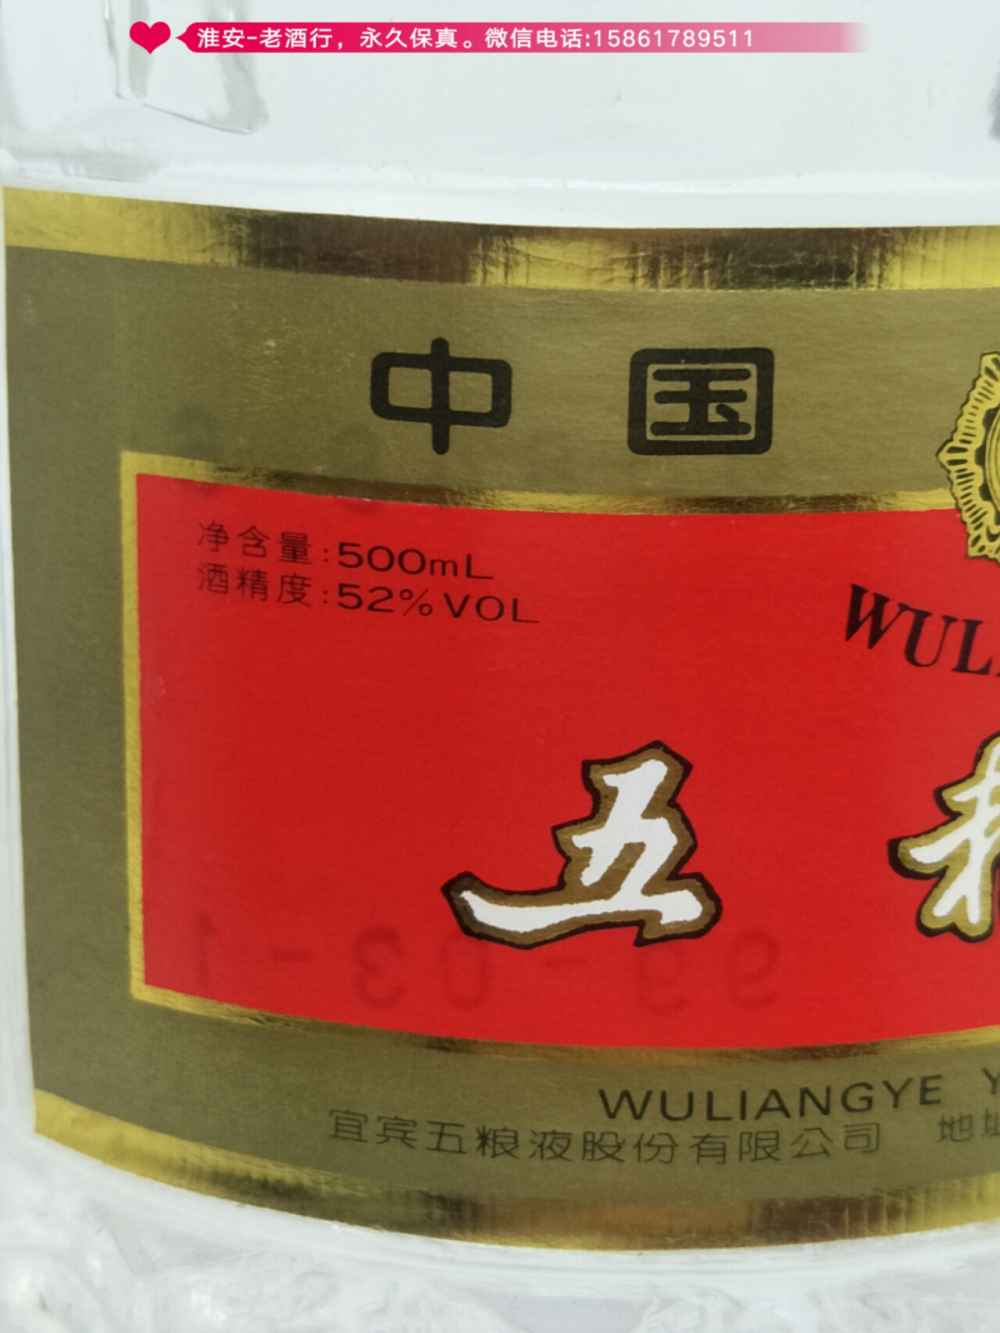 淮安-老酒行，永久保真。微信电话:15861789511
中国
净含量:500mL
酒精度:52%VOL
WUL
五
WULIANGYE Y
宜宾五粮液股份有限公司 地